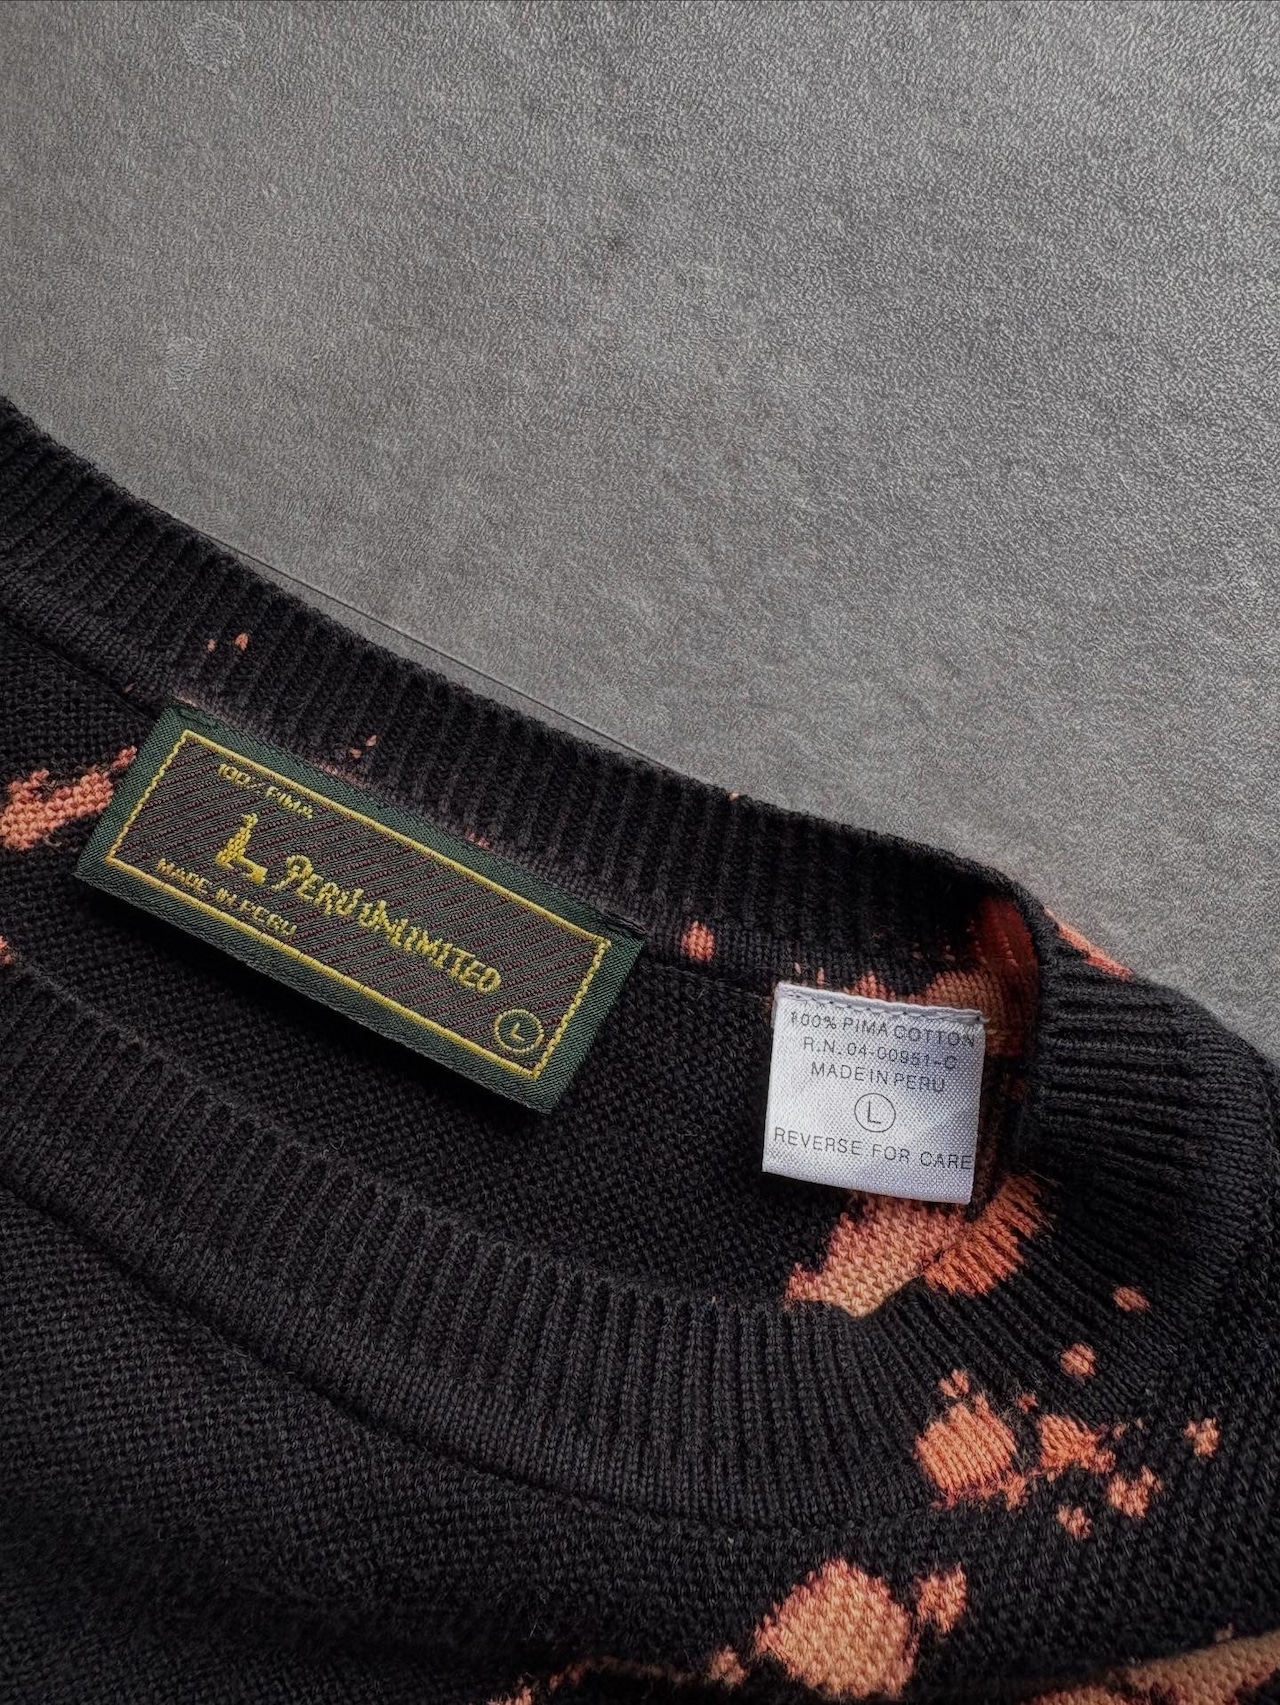 100% PIMA
PERU UNLIMITED
MADE IN PERU
L
100% PIMA COTTON
R.N. 04-00951-C
MADE IN PERU
L
REVERSE FOR CARE